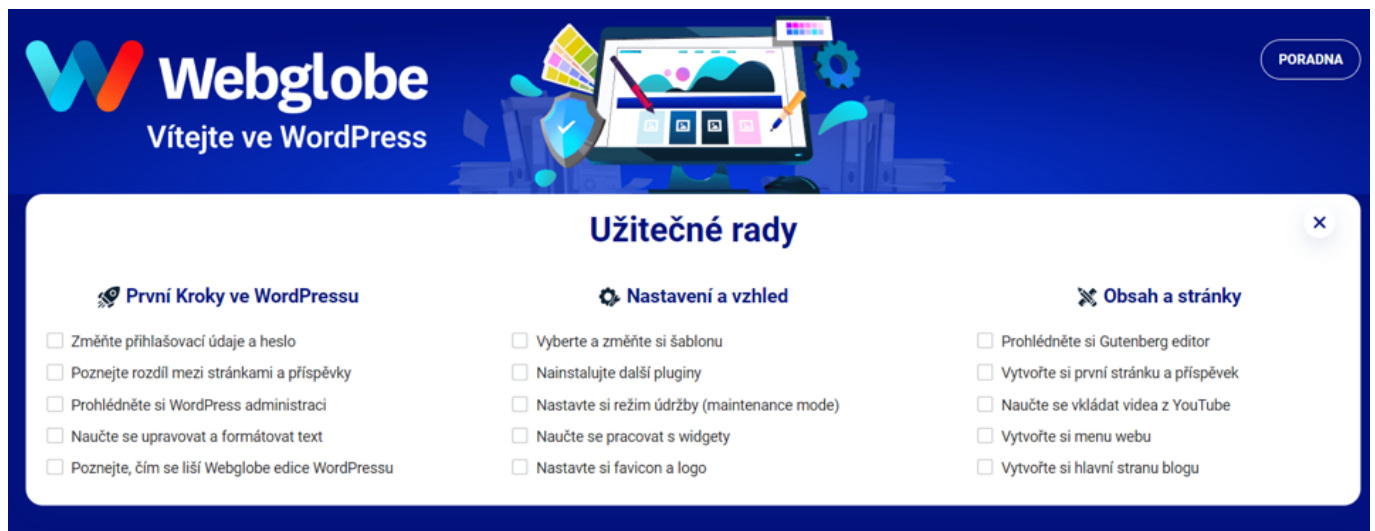 Webglobe
Vítejte ve WordPress
PORADNA
Užitečné rady
První Kroky ve WordPressu
Změňte přihlašovací údaje a heslo
Poznejte rozdíl mezi stránkami a příspěvky
Prohlédněte si WordPress administraci
Naučte se upravovat a formátovat text
Poznejte, čím se liší Webglobe edice WordPressu
Nastavení a vzhled
Vyberte a změňte si šablonu
Nainstalujte další pluginy
Nastavte si režim údržby (maintenance mode)
Naučte se pracovat s widgety
Nastavte si favicon a logo
Obsah a stránky
Prohlédněte si Gutenberg editor
Vytvořte si první stránku a příspěvek
Naučte se vkládat videa z YouTube
Vytvořte si menu webu
Vytvořte si hlavní stranu blogu